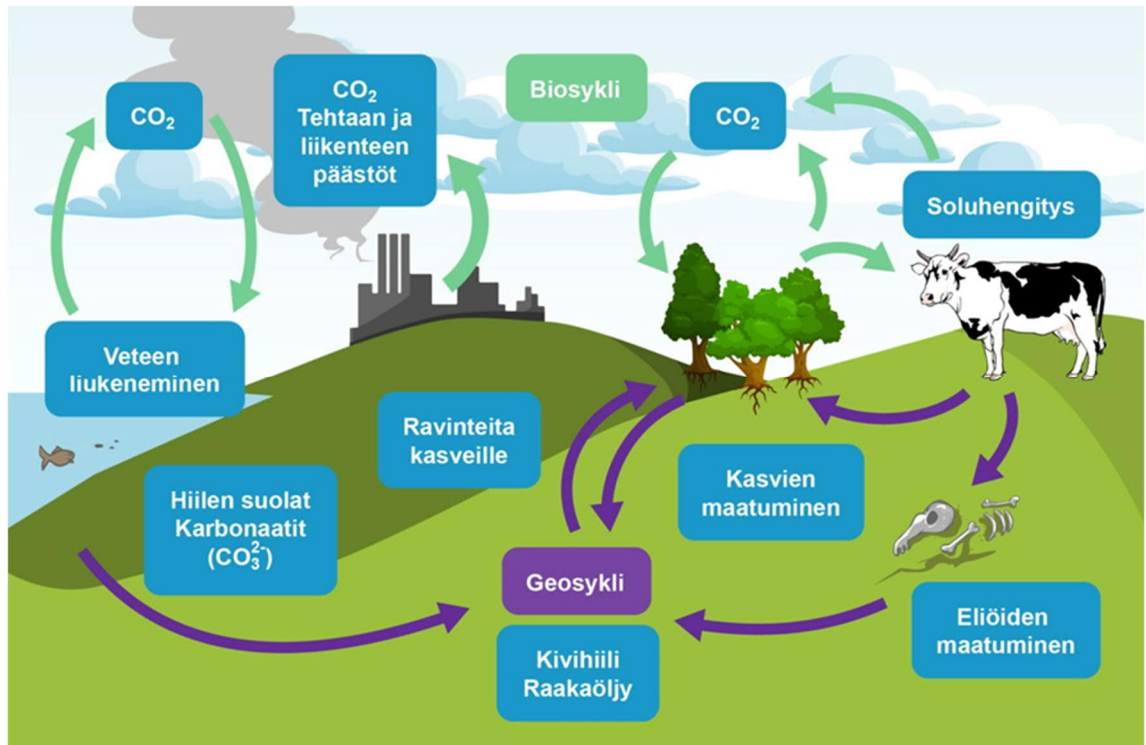 CO₂
CO₂
Tehtaan ja
liikenteen
päästöt
Biosykli
CO₂
Soluhengitys
Veteen
liukeneminen
Ravinteita
kasveille
Kasvien
maatuminen
Hiilen suolat
Karbonaatit
(CO₃²⁻)
Geosykli
Kivihiili
Raakaöljy
Eliöiden
maatuminen